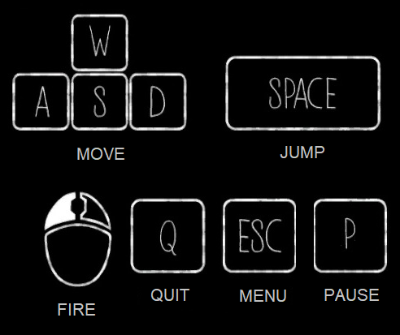 W
A S D
MOVE
SPACE
JUMP
Q ESC P
FIRE QUIT MENU PAUSE